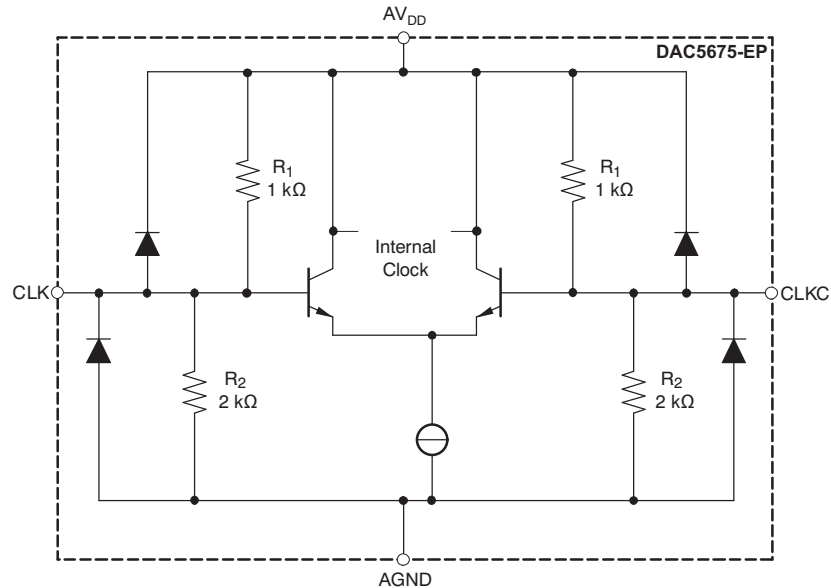 AVDD
DAC5675-EP
R1
1 kΩ
R1
1 kΩ
Internal
Clock
CLK
CLKC
R2
2 kΩ
R2
2 kΩ
AGND